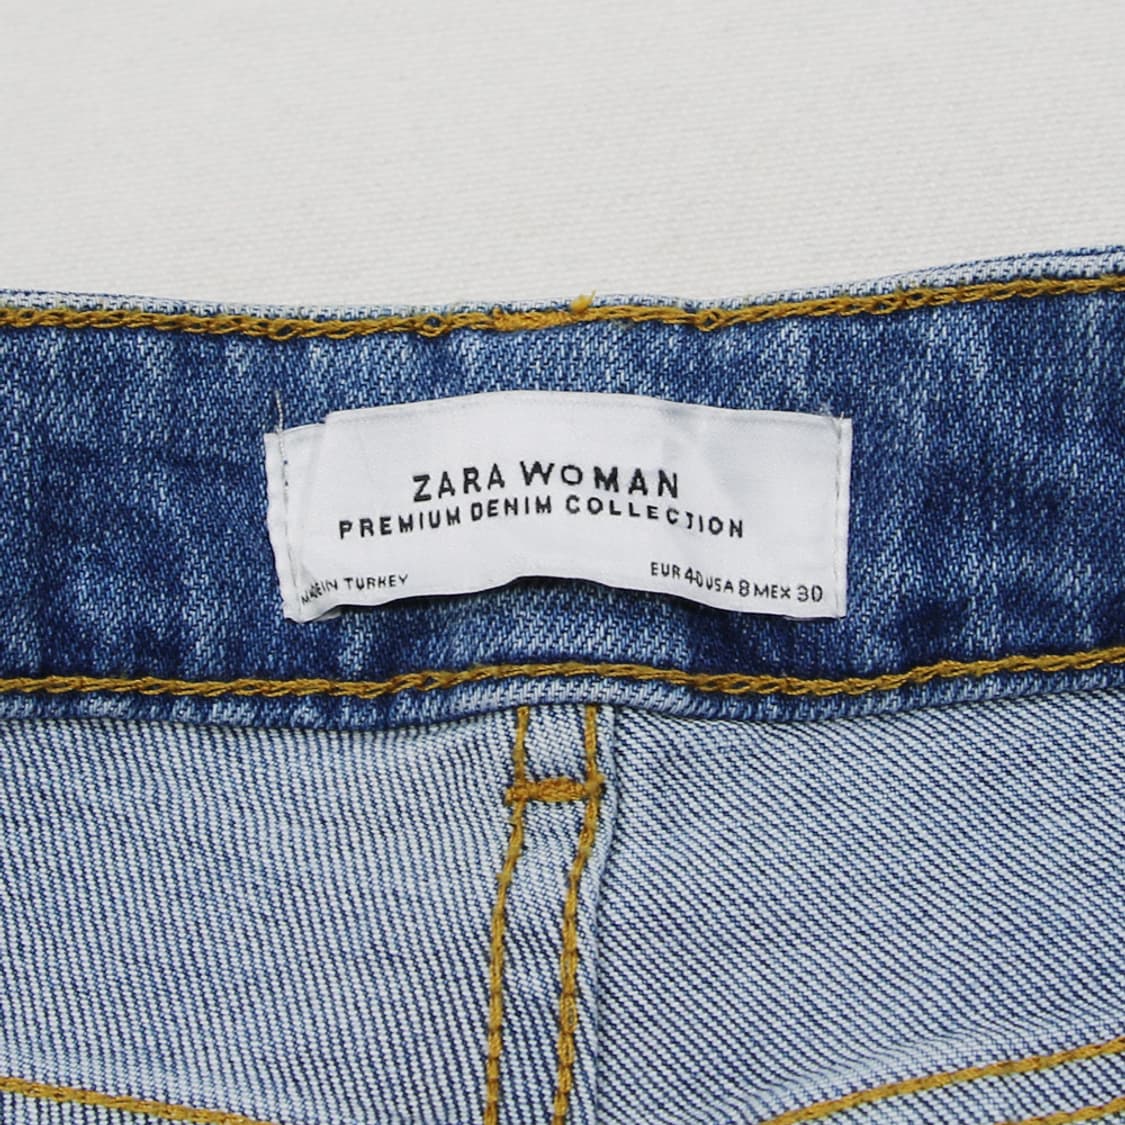 ZARA WOMAN
PREMIUM DENIM COLLECTION
MADE IN TURKEY
EUR 40 USA 8 MEX 30